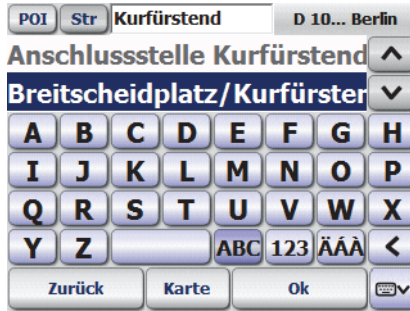 POI Str Kurfürstend D 10... Berlin
Anschlussstelle Kurfürstend
Breitscheidplatz/Kurfürster
A B C D E F G H
I J K L M N O P
Q R S T U V W X
Y Z ABC 123 ÄÁÀ <
Zurück Karte Ok